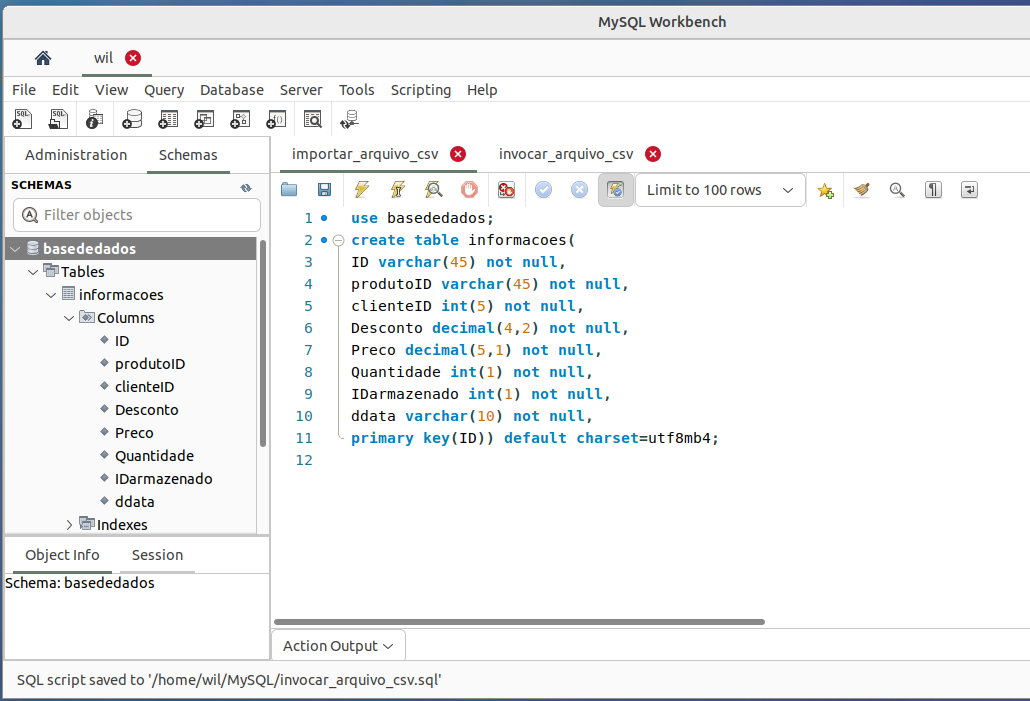 MySQL Workbench
wil
File Edit View Query Database Server Tools Scripting Help
Administration Schemas
SCHEMAS
Filter objects
basededados
Tables
informacoes
Columns
ID
produtoID
clienteID
Desconto
Preco
Quantidade
IDarmazenado
ddata
Indexes
Object Info Session
Schema: basededados
importar_arquivo_csv invocar_arquivo_csv
Limit to 100 rows
1 use basededados;
2 create table informacoes(
3 ID varchar(45) not null,
4 produtoID varchar(45) not null,
5 clienteID int(5) not null,
6 Desconto decimal(4,2) not null,
7 Preco decimal(5,1) not null,
8 Quantidade int(1) not null,
9 IDarmazenado int(1) not null,
10 ddata varchar(10) not null,
11 primary key(ID)) default charset=utf8mb4;
12
Action Output
SQL script saved to '/home/wil/MySQL/invocar_arquivo_csv.sql'